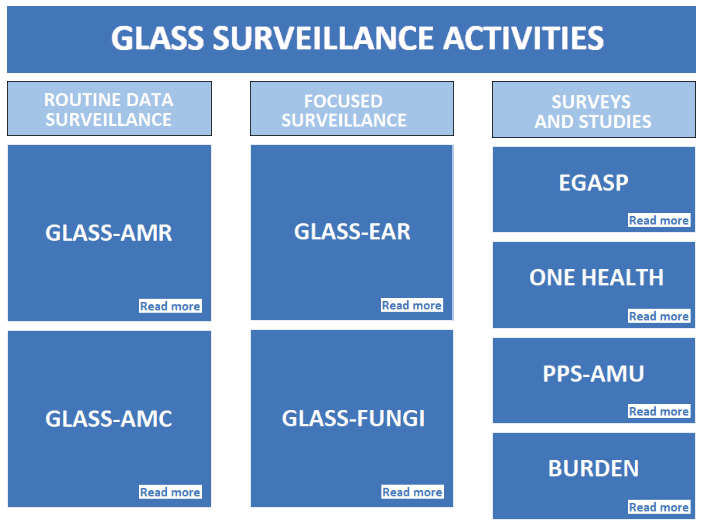 GLASS SURVEILLANCE ACTIVITIES
ROUTINE DATA
SURVEILLANCE
GLASS-AMR
Read more
GLASS-AMC
Read more
FOCUSED
SURVEILLANCE
GLASS-EAR
Read more
GLASS-FUNGI
Read more
SURVEYS
AND STUDIES
EGASP
Read more
ONE HEALTH
Read more
PPS-AMU
Read more
BURDEN
Read more